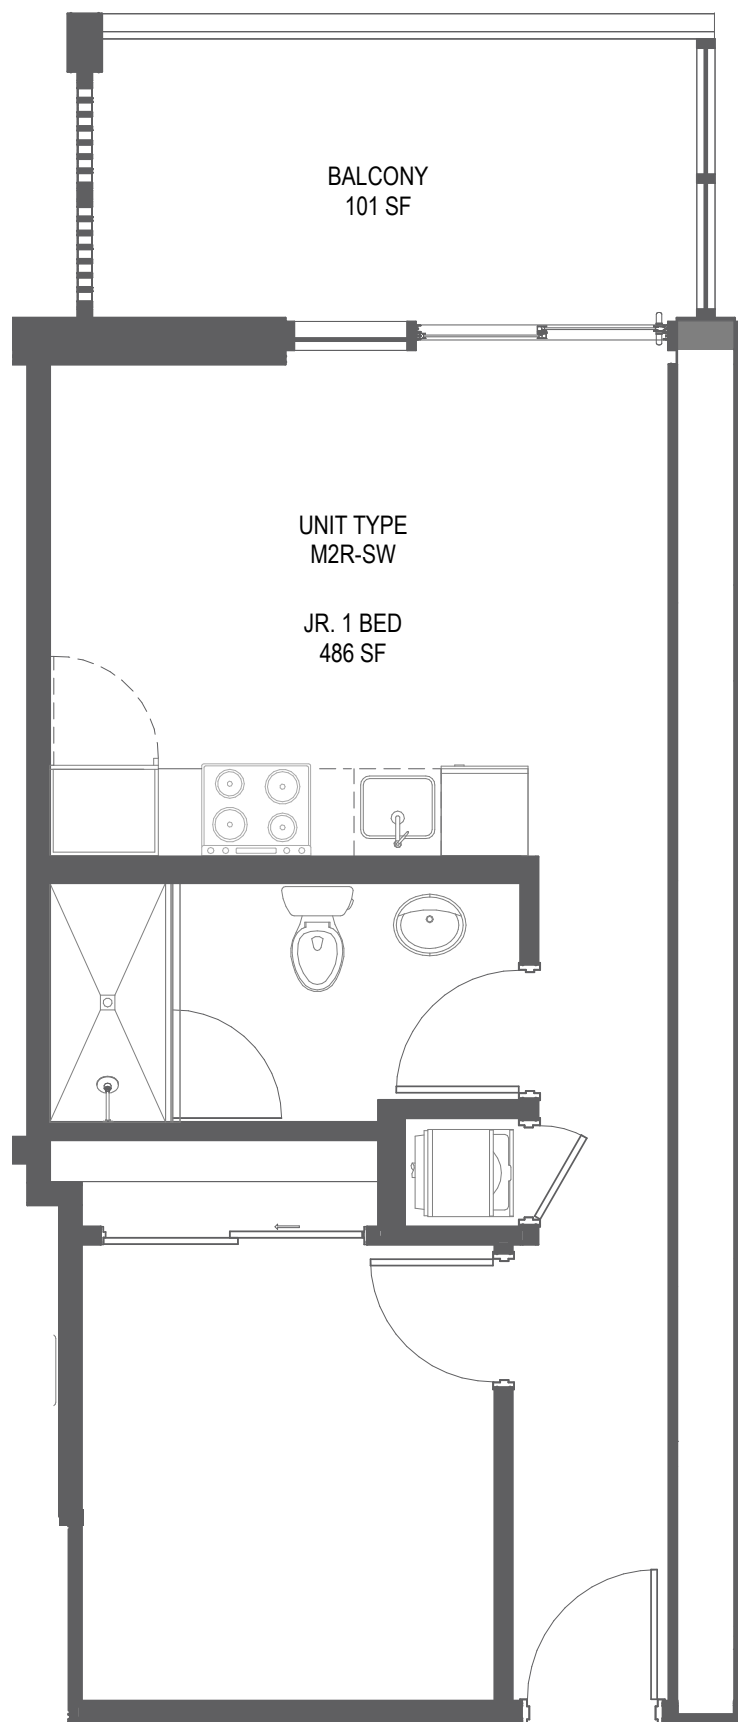 BALCONY
101 SF
UNIT TYPE
M2R-SW
JR. 1 BED
486 SF